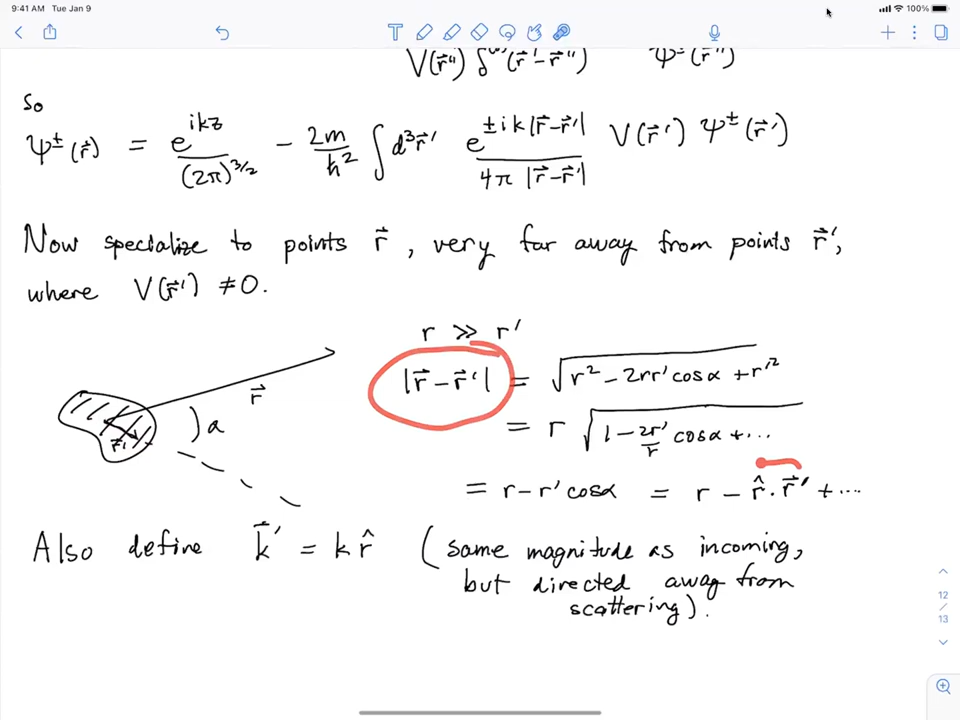 9:41 AM Tue Jan 9
100%
V(r⃗'') δ⁽³⁾(r⃗'-r⃗'') Ψ±(r⃗'')
So
Ψ±(r⃗) = e^{ikz}/(2π)^{3/2} - 2m/ħ² ∫d³r⃗' e^{±ik|r⃗-r⃗'|}/(4π |r⃗-r⃗'|) V(r⃗') Ψ±(r⃗')
Now specialize to points r⃗, very far away from points r⃗',
where V(r⃗') ≠ 0.
r ≫ r'
|r⃗-r⃗'| = √(r² - 2rr'cosα + r'²)
= r √(1 - 2r'/r cosα + ...
r⃗
α
r⃗'
= r - r'cosα = r - r̂·r⃗' + ....
Also define k⃗' = k r̂ (same magnitude as incoming,
but directed away from
scattering).
12
/
13